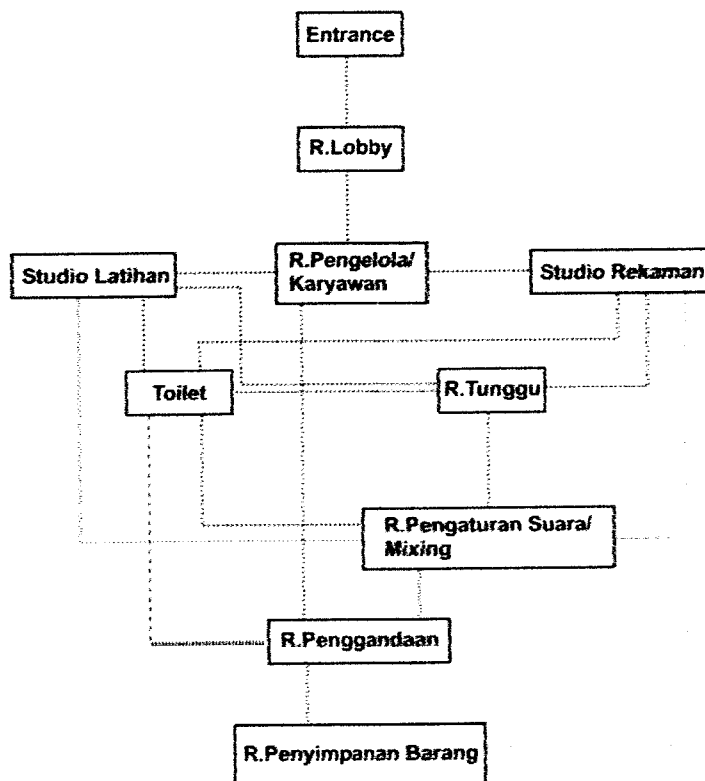 Entrance
R.Lobby
Studio Latihan
R.Pengelola/
Karyawan
Studio Rekaman
Toilet
R.Tunggu
R.Pengaturan Suara/
Mixing
R.Penggandaan
R.Penyimpanan Barang